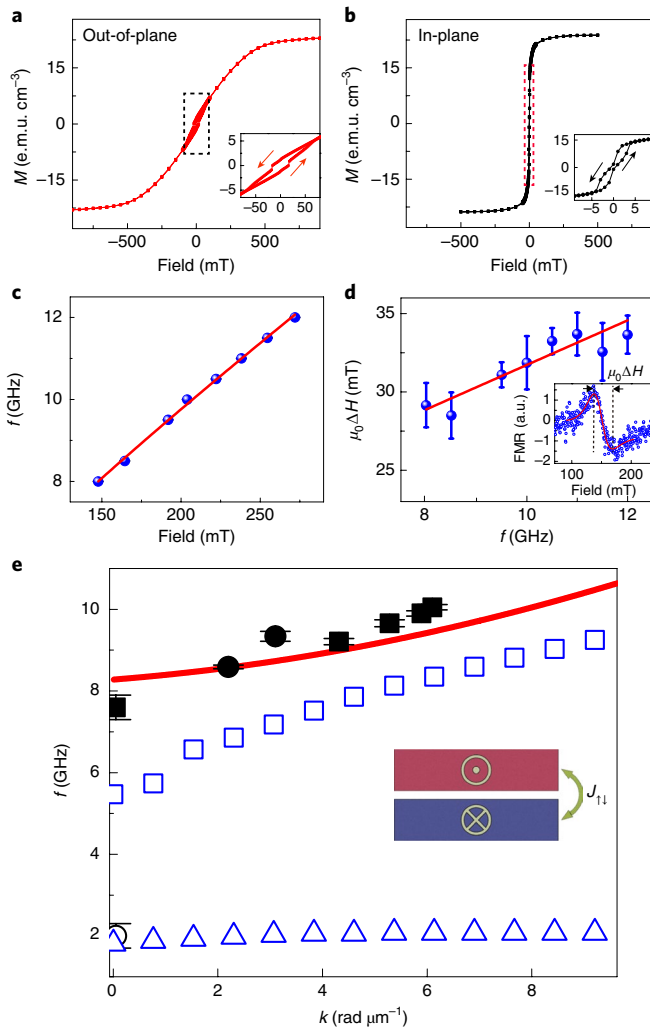 a
Out-of-plane
M (e.m.u. cm⁻³)
15
0
−15
−500
0
500
Field (mT)
5
0
−5
−50
0
50
b
In-plane
M (e.m.u. cm⁻³)
15
0
−15
−500
0
500
Field (mT)
15
0
−15
−5
0
5
c
f (GHz)
12
10
8
150
200
250
Field (mT)
d
μ₀ΔH (mT)
35
30
25
8
10
12
f (GHz)
μ₀ΔH
FMR (a.u.)
1
0
−1
−2
100
200
Field (mT)
e
f (GHz)
10
8
6
4
2
0
2
4
6
8
k (rad μm⁻¹)
J↑↓